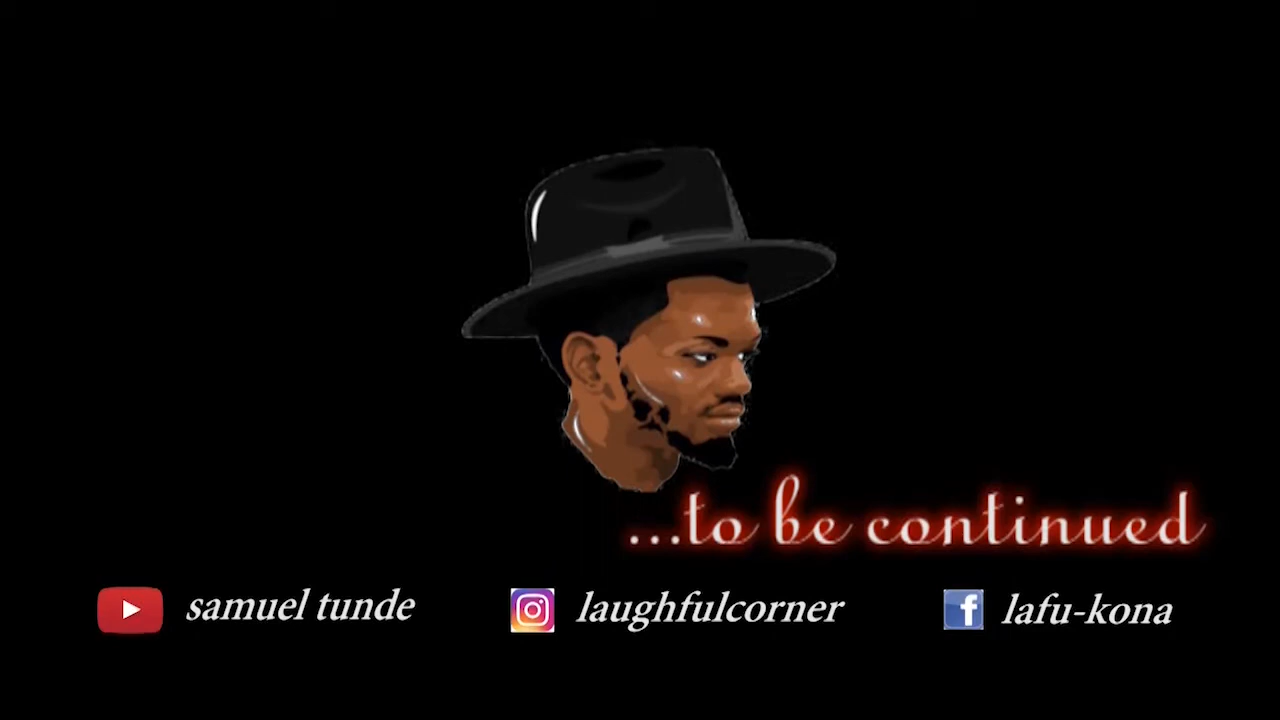 ...to be continued
samuel tunde
laughfulcorner
lafu-kona